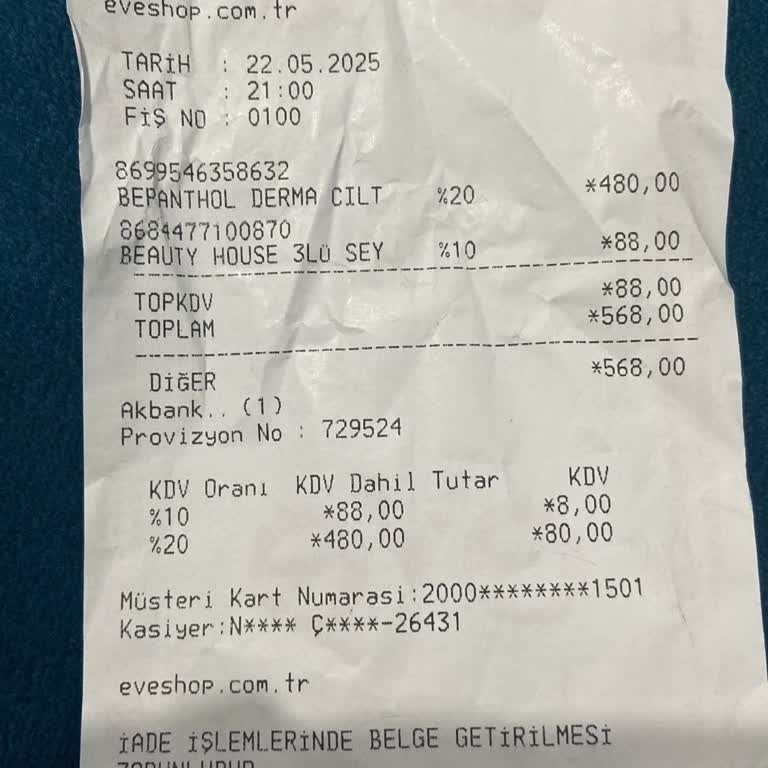 eveshop.com.tr
TARİH : 22.05.2025
SAAT : 21:00
FİŞ NO : 0100
8699546358632
BEPANTHOL DERMA CILT %20 *480,00
8684477100870
BEAUTY HOUSE 3LÜ SEY %10 *88,00
TOPKDV *88,00
TOPLAM *568,00
DİĞER *568,00
Akbank.. (1)
Provizyon No : 729524
KDV Oranı KDV Dahil Tutar KDV
%10 *88,00 *8,00
%20 *480,00 *80,00
Müsteri Kart Numarasi:2000********1501
Kasiyer:N**** Ç****-26431
eveshop.com.tr
İADE İŞLEMLERİNDE BELGE GETİRİLMESİ